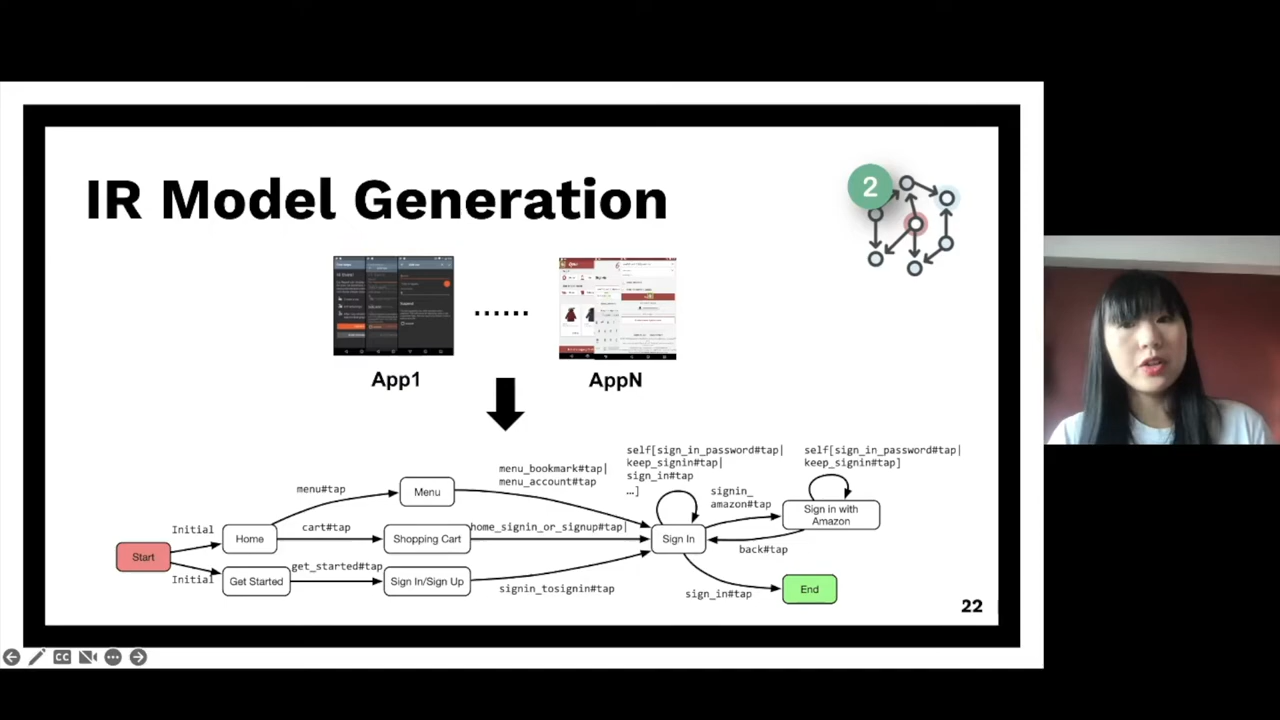 IR Model Generation
2
......
App1
AppN
self[sign_in_password#tap|
keep_signin#tap|
sign_in#tap
…]
self[sign_in_password#tap|
keep_signin#tap]
menu_bookmark#tap|
menu_account#tap
menu#tap
Menu
signin_
amazon#tap
Sign in with
Amazon
Initial
cart#tap
home_signin_or_signup#tap|
Home
Shopping Cart
Sign In
back#tap
Start
get_started#tap
Initial
Get Started
Sign In/Sign Up
signin_tosignin#tap
sign_in#tap
End
22
CC